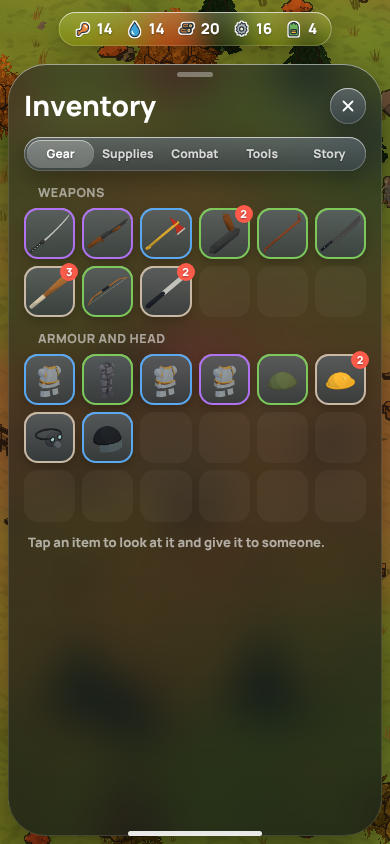 14 14 20 16 4
Inventory
Gear Supplies Combat Tools Story
WEAPONS
2
3 2
ARMOUR AND HEAD
2
Tap an item to look at it and give it to someone.